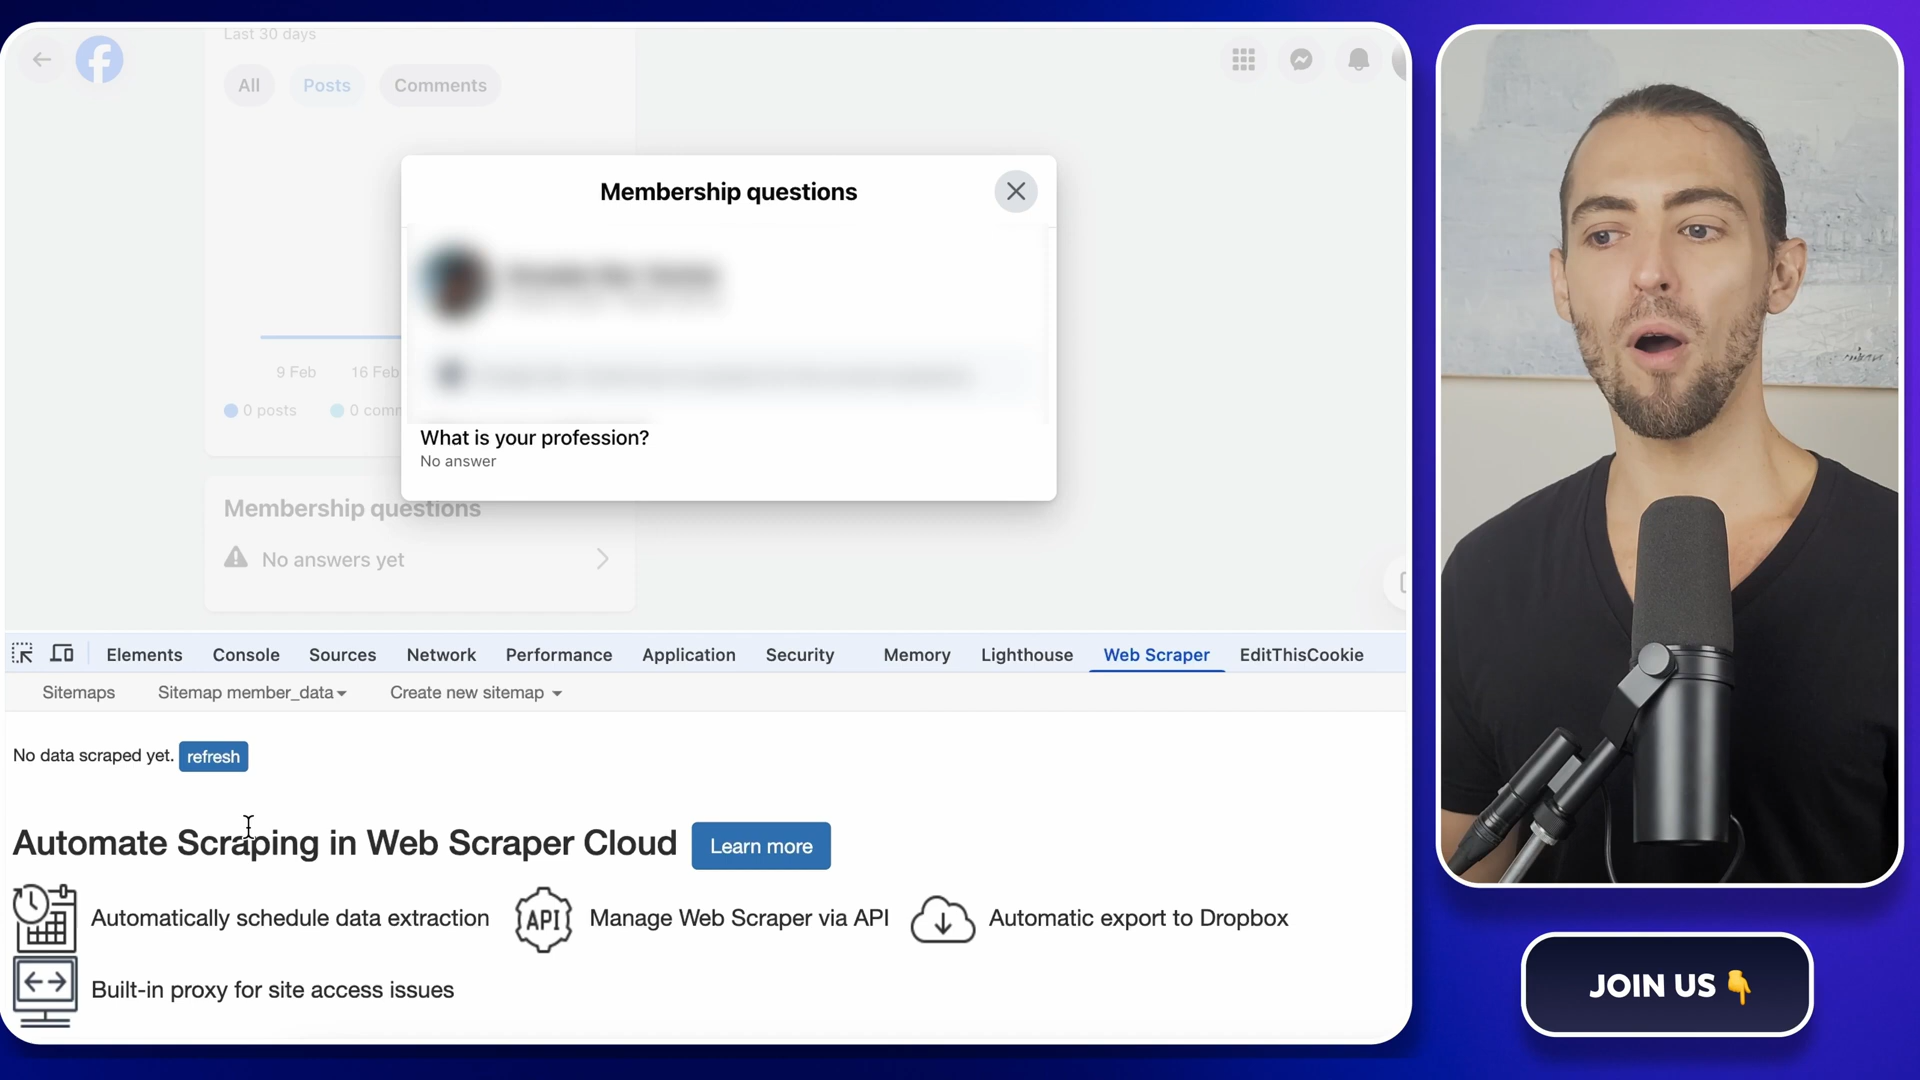 Last 30 days
All
Posts
Comments
Membership questions
What is your profession?
No answer
9 Feb
16 Feb
0 posts
0 comm
Membership questions
No answers yet
Elements
Console
Sources
Network
Performance
Application
Security
Memory
Lighthouse
Web Scraper
EditThisCookie
Sitemaps
Sitemap member_data
Create new sitemap
No data scraped yet. refresh
Automate Scraping in Web Scraper Cloud
Learn more
Automatically schedule data extraction
API
Manage Web Scraper via API
Automatic export to Dropbox
Built-in proxy for site access issues
JOIN US 👇